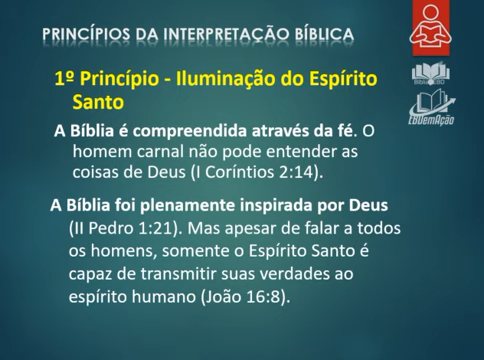 PRINCÍPIOS DA INTERPRETAÇÃO BÍBLICA
1º Princípio - Iluminação do Espírito
Santo
A Bíblia é compreendida através da fé. O
homem carnal não pode entender as
coisas de Deus (I Coríntios 2:14).
A Bíblia foi plenamente inspirada por Deus
(II Pedro 1:21). Mas apesar de falar a todos
os homens, somente o Espírito Santo é
capaz de transmitir suas verdades ao
espírito humano (João 16:8).
EBDemAção